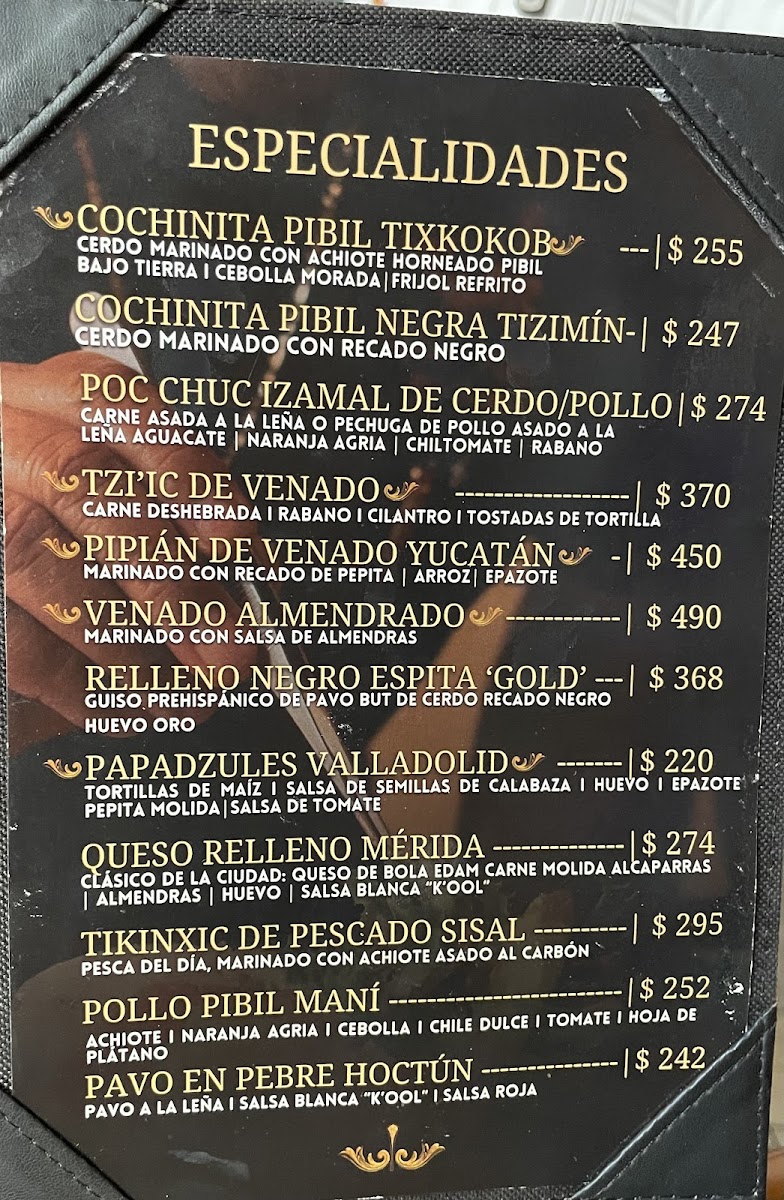 ESPECIALIDADES
COCHINITA PIBIL TIXKOKOB ---|$ 255
CERDO MARINADO CON ACHIOTE HORNEADO PIBIL
BAJO TIERRA I CEBOLLA MORADA|FRIJOL REFRITO
COCHINITA PIBIL NEGRA TIZIMÍN-| $ 247
CERDO MARINADO CON RECADO NEGRO
POC CHUC IZAMAL DE CERDO/POLLO|$ 274
CARNE ASADA A LA LEÑA O PECHUGA DE POLLO ASADO A LA
LEÑA AGUACATE | NARANJA AGRIA | CHILTOMATE | RABANO
TZI'IC DE VENADO ------------------| $ 370
CARNE DESHEBRADA I RABANO I CILANTRO I TOSTADAS DE TORTILLA
PIPIÁN DE VENADO YUCATÁN -| $ 450
MARINADO CON RECADO DE PEPITA | ARROZ| EPAZOTE
VENADO ALMENDRADO ------------| $ 490
MARINADO CON SALSA DE ALMENDRAS
RELLENO NEGRO ESPITA ‘GOLD’ ---| $ 368
GUISO PREHISPÁNICO DE PAVO BUT DE CERDO RECADO NEGRO
HUEVO ORO
PAPADZULES VALLADOLID -------| $ 220
TORTILLAS DE MAÍZ I SALSA DE SEMILLAS DE CALABAZA I HUEVO I EPAZOTE
PEPITA MOLIDA|SALSA DE TOMATE
QUESO RELLENO MÉRIDA --------------|$ 274
CLÁSICO DE LA CIUDAD: QUESO DE BOLA EDAM CARNE MOLIDA ALCAPARRAS
| ALMENDRAS | HUEVO | SALSA BLANCA “K’OOL”
TIKINXIC DE PESCADO SISAL ----------| $ 295
PESCA DEL DÍA, MARINADO CON ACHIOTE ASADO AL CARBÓN
POLLO PIBIL MANÍ -------------------------|$ 252
ACHIOTE I NARANJA AGRIA I CEBOLLA I CHILE DULCE I TOMATE I HOJA DE
PLÁTANO
PAVO EN PEBRE HOCTÚN ---------------|$ 242
PAVO A LA LEÑA I SALSA BLANCA “K’OOL” I SALSA ROJA